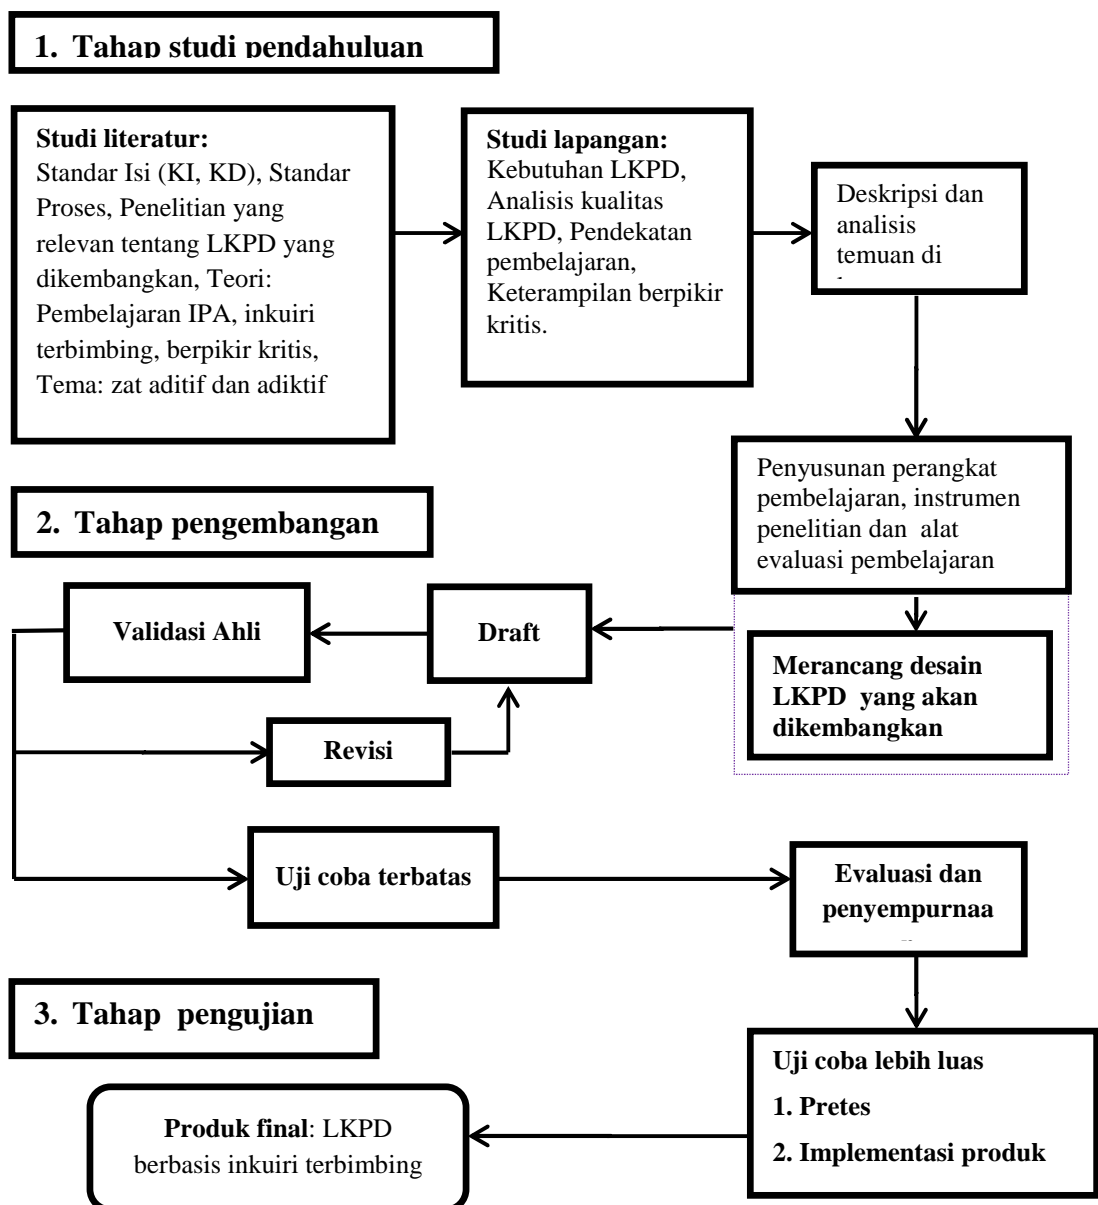 1. Tahap studi pendahuluan
Studi literatur:
Standar Isi (KI, KD), Standar
Proses, Penelitian yang
relevan tentang LKPD yang
dikembangkan, Teori:
Pembelajaran IPA, inkuiri
terbimbing, berpikir kritis,
Tema: zat aditif dan adiktif
Studi lapangan:
Kebutuhan LKPD,
Analisis kualitas
LKPD, Pendekatan
pembelajaran,
Keterampilan berpikir
kritis.
Deskripsi dan
analisis
temuan di
Penyusunan perangkat
pembelajaran, instrumen
penelitian dan alat
evaluasi pembelajaran
2. Tahap pengembangan
Validasi Ahli
Draft
Merancang desain
LKPD yang akan
dikembangkan
Revisi
Uji coba terbatas
Evaluasi dan
penyempurnaa
3. Tahap pengujian
Uji coba lebih luas
1. Pretes
2. Implementasi produk
Produk final: LKPD
berbasis inkuiri terbimbing